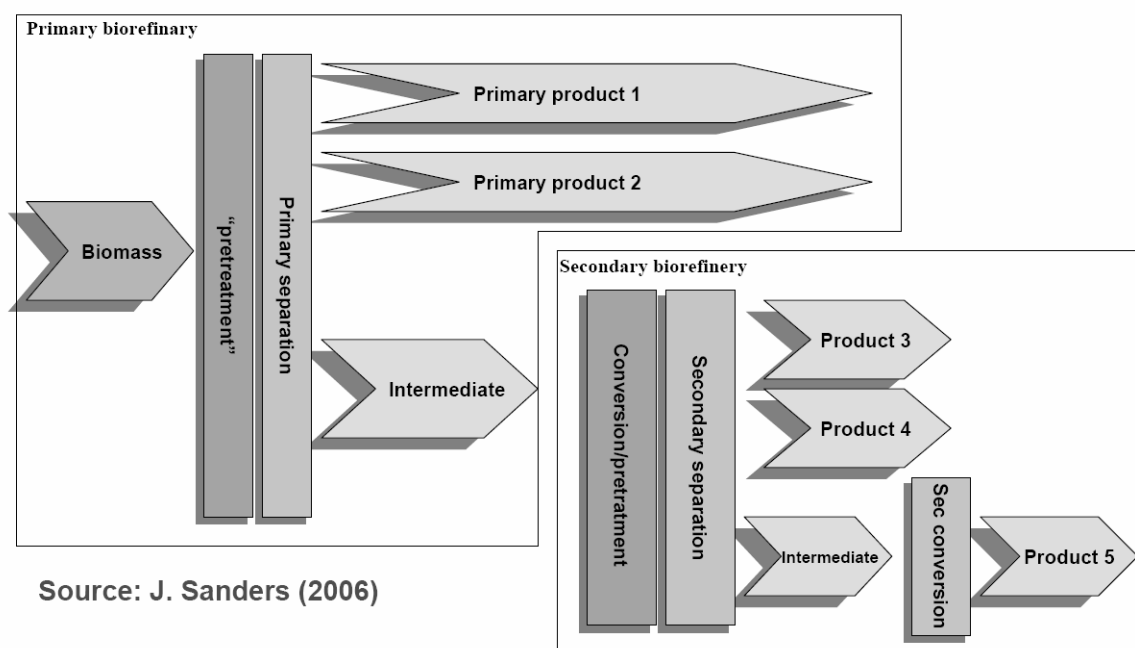 Primary biorefinary
Primary product 1
Primary product 2
Biomass
“pretreatment”
Primary separation
Intermediate
Secondary biorefinery
Conversion/pretratment
Secondary separation
Product 3
Product 4
Intermediate
Sec conversion
Product 5
Source: J. Sanders (2006)